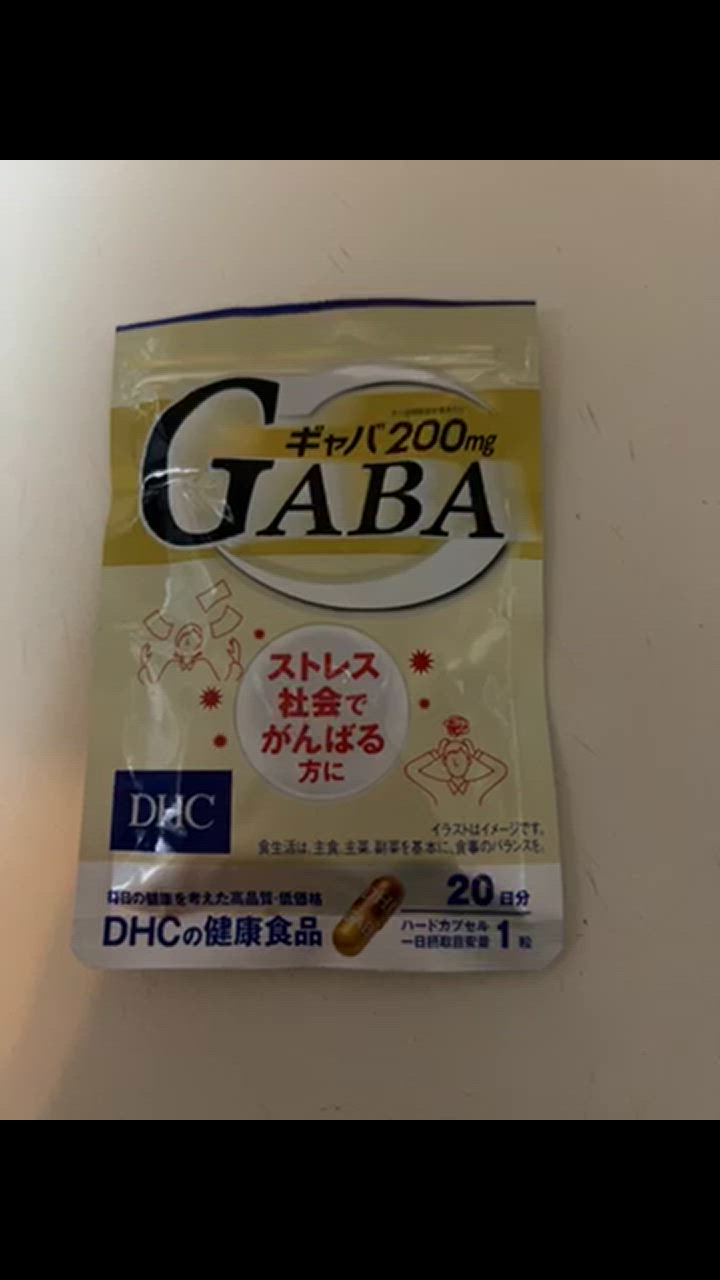 ギャバ200mg
GABA
ストレス
社会で
がんばる
方に
DHC
イラストはイメージです。
食生活は、主食、主菜、副菜を基本に、食事のバランスを。
毎日の健康を考えた高品質・低価格
DHCの健康食品
20日分
ハードカプセル
一日摂取目安量 1粒